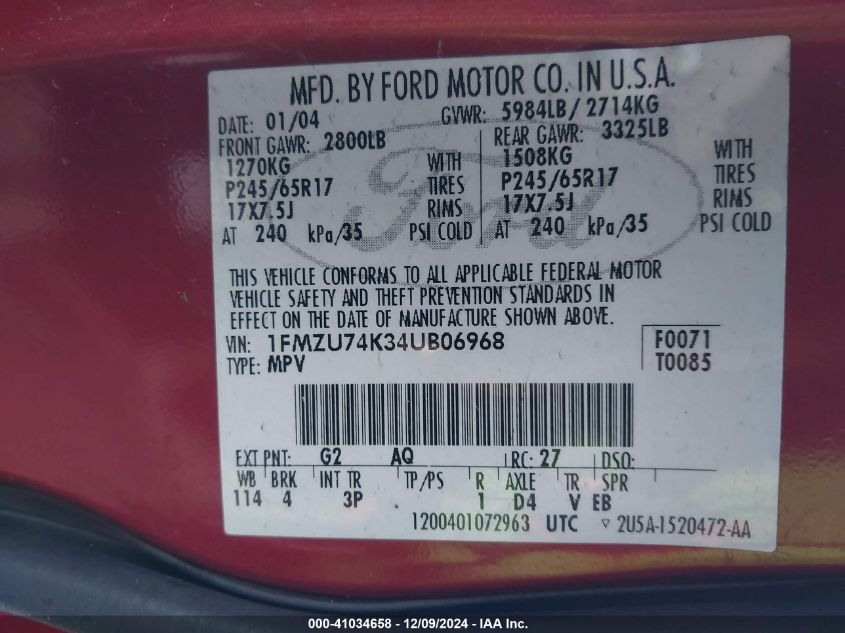 MFD. BY FORD MOTOR CO. IN U.S.A.
DATE: 01/04 GVWR: 5984LB/ 2714KG
FRONT GAWR: 2800LB REAR GAWR: 3325LB
1270KG WITH 1508KG WITH
P245/65R17 TIRES P245/65R17 TIRES
17X7.5J RIMS 17X7.5J RIMS
AT 240 kPa/35 PSI COLD AT 240 kPa/35 PSI COLD
Ford
THIS VEHICLE CONFORMS TO ALL APPLICABLE FEDERAL MOTOR
VEHICLE SAFETY AND THEFT PREVENTION STANDARDS IN
EFFECT ON THE DATE OF MANUFACTURE SHOWN ABOVE.
VIN: 1FMZU74K34UB06968 F0071
TYPE: MPV T0085
EXT PNT: G2 AQ RC: 27 DSO:
WB BRK INT TR TP/PS R AXLE TR SPR
114 4 3P 1 D4 V EB
1200401072963 UTC ▿ 2U5A-1520472-AA
000-41034658 - 12/09/2024 - IAA Inc.